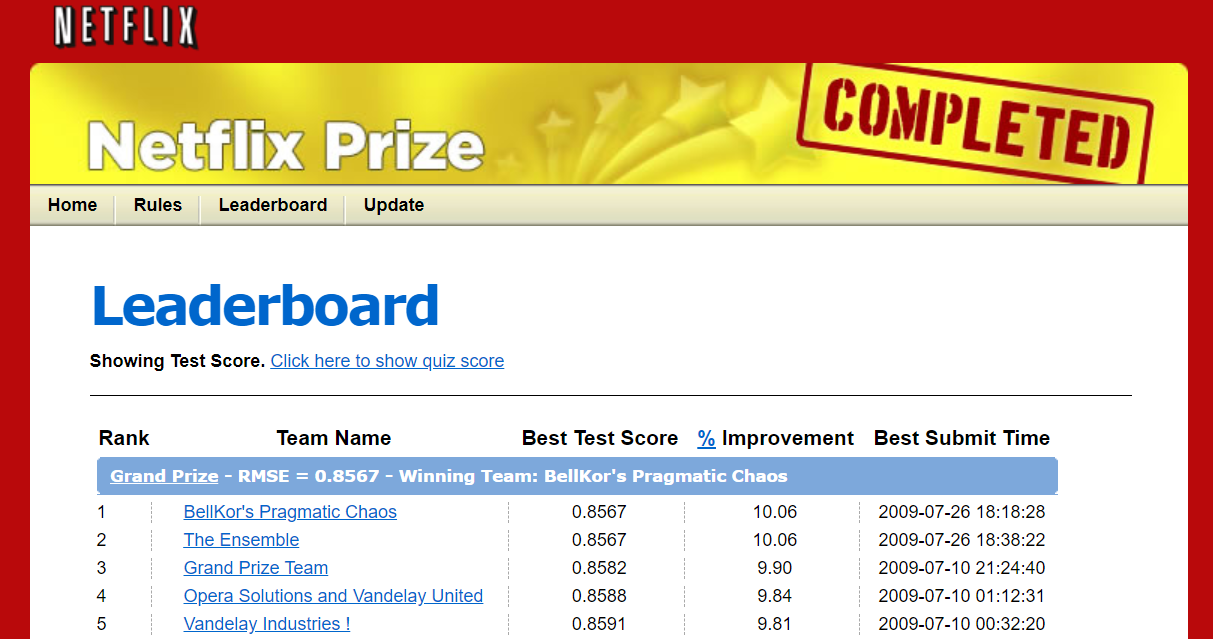 NETFLIX
Netflix Prize
COMPLETED
Home Rules Leaderboard Update
Leaderboard
Showing Test Score. Click here to show quiz score
Rank Team Name Best Test Score % Improvement Best Submit Time
Grand Prize - RMSE = 0.8567 - Winning Team: BellKor's Pragmatic Chaos
1 BellKor's Pragmatic Chaos 0.8567 10.06 2009-07-26 18:18:28
2 The Ensemble 0.8567 10.06 2009-07-26 18:38:22
3 Grand Prize Team 0.8582 9.90 2009-07-10 21:24:40
4 Opera Solutions and Vandelay United 0.8588 9.84 2009-07-10 01:12:31
5 Vandelay Industries ! 0.8591 9.81 2009-07-10 00:32:20